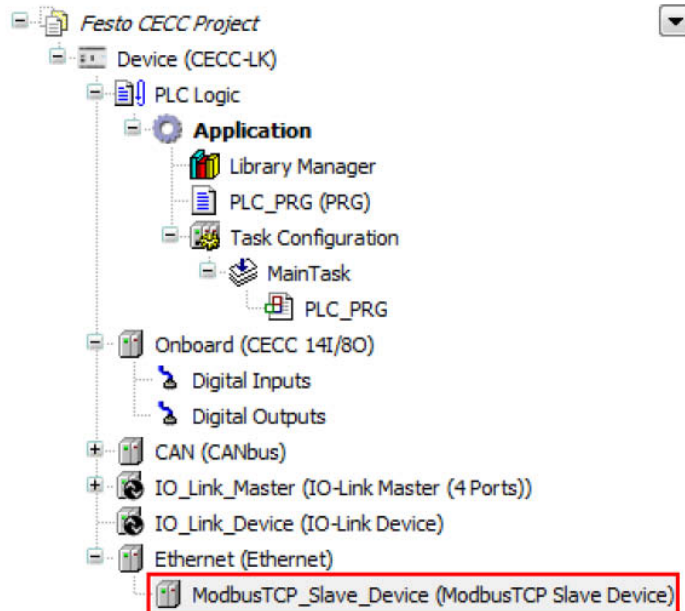 Festo CECC Project
Device (CECC-LK)
PLC Logic
Application
Library Manager
PLC_PRG (PRG)
Task Configuration
MainTask
PLC_PRG
Onboard (CECC 14I/8O)
Digital Inputs
Digital Outputs
CAN (CANbus)
IO_Link_Master (IO-Link Master (4 Ports))
IO_Link_Device (IO-Link Device)
Ethernet (Ethernet)
ModbusTCP_Slave_Device (ModbusTCP Slave Device)